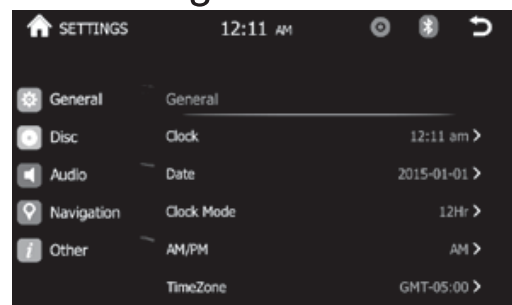 SETTINGS 12:11 AM
General
Disc
Audio
Navigation
Other
General
Clock 12:11 am
Date 2015-01-01
Clock Mode 12Hr
AM/PM AM
TimeZone GMT-05:00